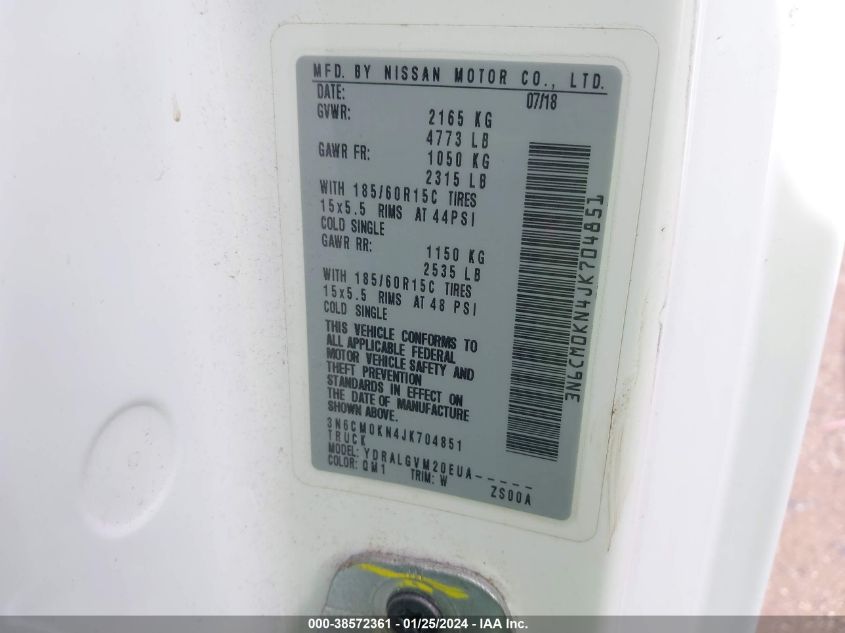 MFD. BY NISSAN MOTOR CO., LTD.
DATE: 07/18
GVWR: 2165 KG
4773 LB
GAWR FR: 1050 KG
2315 LB
WITH 185/60R15C TIRES
15x5.5 RIMS AT 44PSI
COLD SINGLE
GAWR RR: 1150 KG
2535 LB
WITH 185/60R15C TIRES
15x5.5 RIMS AT 48 PSI
COLD SINGLE
THIS VEHICLE CONFORMS TO
ALL APPLICABLE FEDERAL
MOTOR VEHICLE SAFETY AND
THEFT PREVENTION
STANDARDS IN EFFECT ON
THE DATE OF MANUFACTURE
SHOWN ABOVE.
3N6CM0KN4JK704851
TRUCK
MODEL: YDRALGVM20EUA-----
COLOR: QM1 TRIM: W ZS00A
3N6CM0KN4JK704851
000-38572361 - 01/25/2024 - IAA Inc.